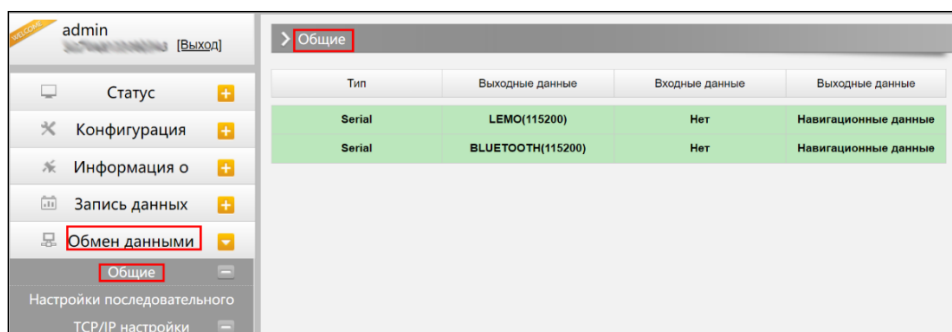 WELCOME
admin
[Выход]
Статус
Конфигурация
Информация о
Запись данных
Обмен данными
Общие
Настройки последовательного
TCP/IP настройки
Общие
Тип Выходные данные Входные данные Выходные данные
Serial LEMO(115200) Нет Навигационные данные
Serial BLUETOOTH(115200) Нет Навигационные данные